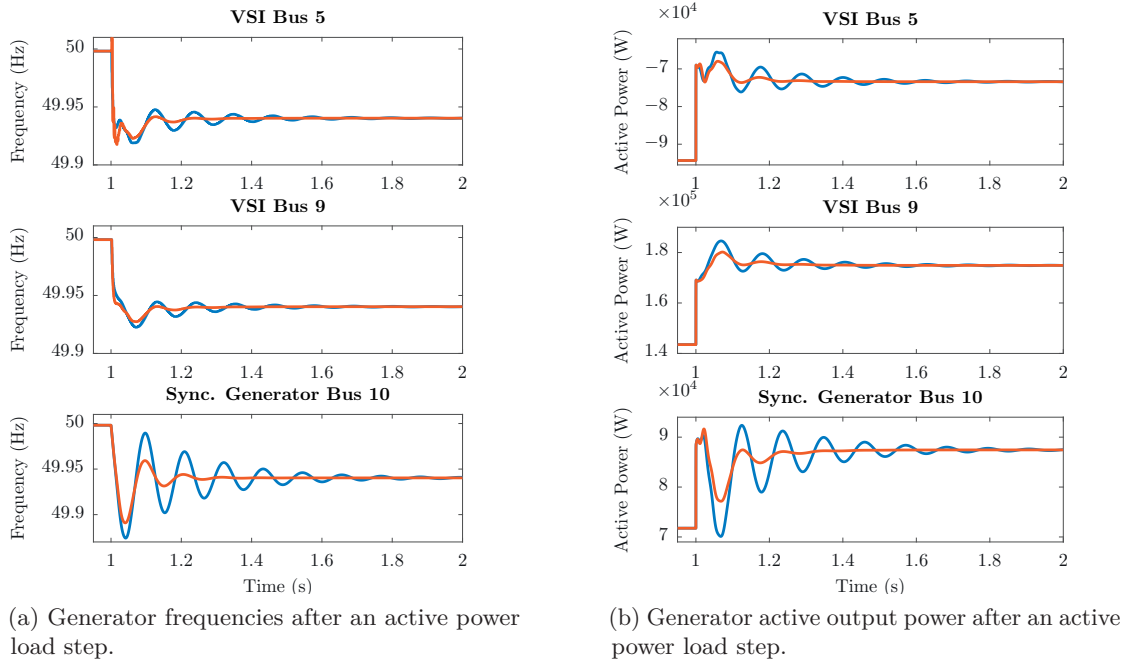 VSI Bus 5
Frequency (Hz)
50
49.95
49.9
1 1.2 1.4 1.6 1.8 2
VSI Bus 9
Frequency (Hz)
50
49.95
49.9
1 1.2 1.4 1.6 1.8 2
Sync. Generator Bus 10
Frequency (Hz)
50
49.95
49.9
1 1.2 1.4 1.6 1.8 2
Time (s)
(a) Generator frequencies after an active power
load step.
×10⁴
VSI Bus 5
Active Power (W)
−7
−8
−9
1 1.2 1.4 1.6 1.8 2
×10⁵
VSI Bus 9
Active Power (W)
1.8
1.6
1.4
1 1.2 1.4 1.6 1.8 2
×10⁴
Sync. Generator Bus 10
Active Power (W)
9
8
7
1 1.2 1.4 1.6 1.8 2
Time (s)
(b) Generator active output power after an active
power load step.